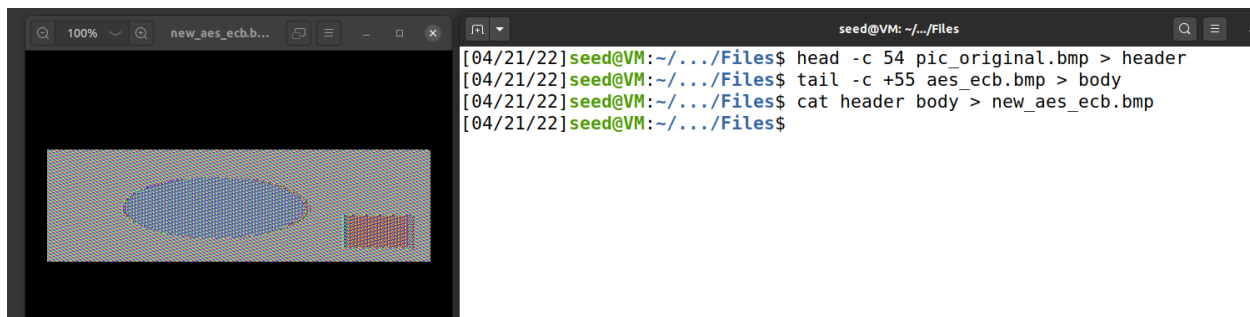 100% new_aes_ecb.b...
seed@VM: ~/.../Files
[04/21/22]seed@VM:~/.../Files$ head -c 54 pic_original.bmp > header
[04/21/22]seed@VM:~/.../Files$ tail -c +55 aes_ecb.bmp > body
[04/21/22]seed@VM:~/.../Files$ cat header body > new_aes_ecb.bmp
[04/21/22]seed@VM:~/.../Files$